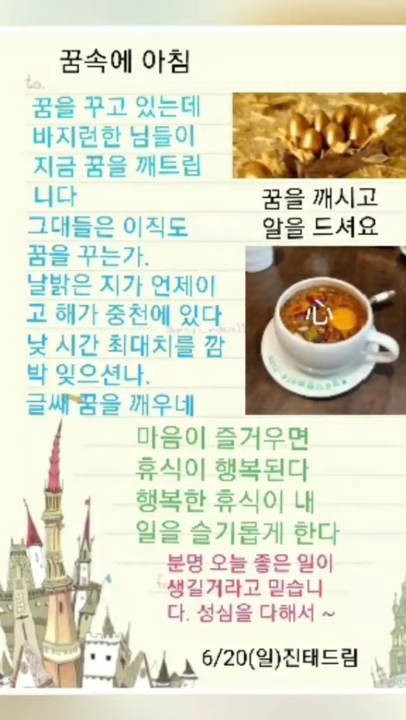 꿈속에 아침
to.
꿈을 꾸고 있는데
바지런한 님들이
지금 꿈을 깨트립
니다
그대들은 이직도
꿈을 꾸는가.
날밝은 지가 언제이
고 해가 중천에 있다
낮 시간 최대치를 깜
박 잊으션나.
글쎄 꿈을 깨우네
꿈을 깨시고
알을 드셔요
心
마음이 즐거우면
휴식이 행복된다
행복한 휴식이 내
일을 슬기롭게 한다
분명 오늘 좋은 일이
생길거라고 믿습니
다. 성심을 다해서 ~
6/20(일)진태드림